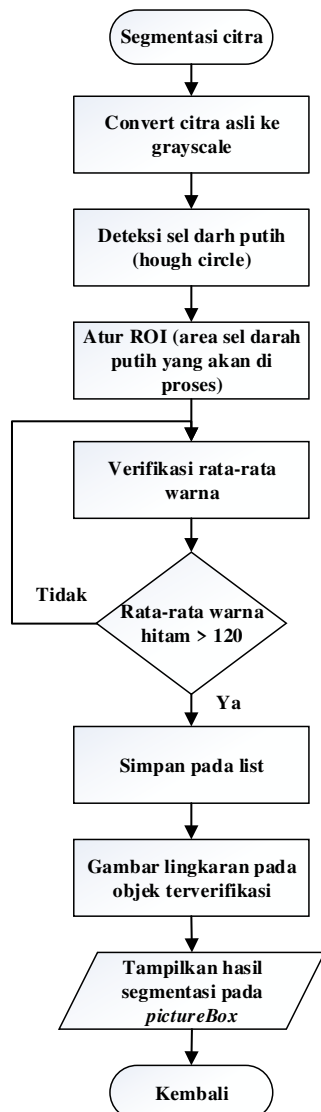 Segmentasi citra
Convert citra asli ke
grayscale
Deteksi sel darh putih
(hough circle)
Atur ROI (area sel darah
putih yang akan di
proses)
Verifikasi rata-rata
warna
Tidak
Rata-rata warna
hitam > 120
Ya
Simpan pada list
Gambar lingkaran pada
objek terverifikasi
Tampilkan hasil
segmentasi pada
pictureBox
Kembali